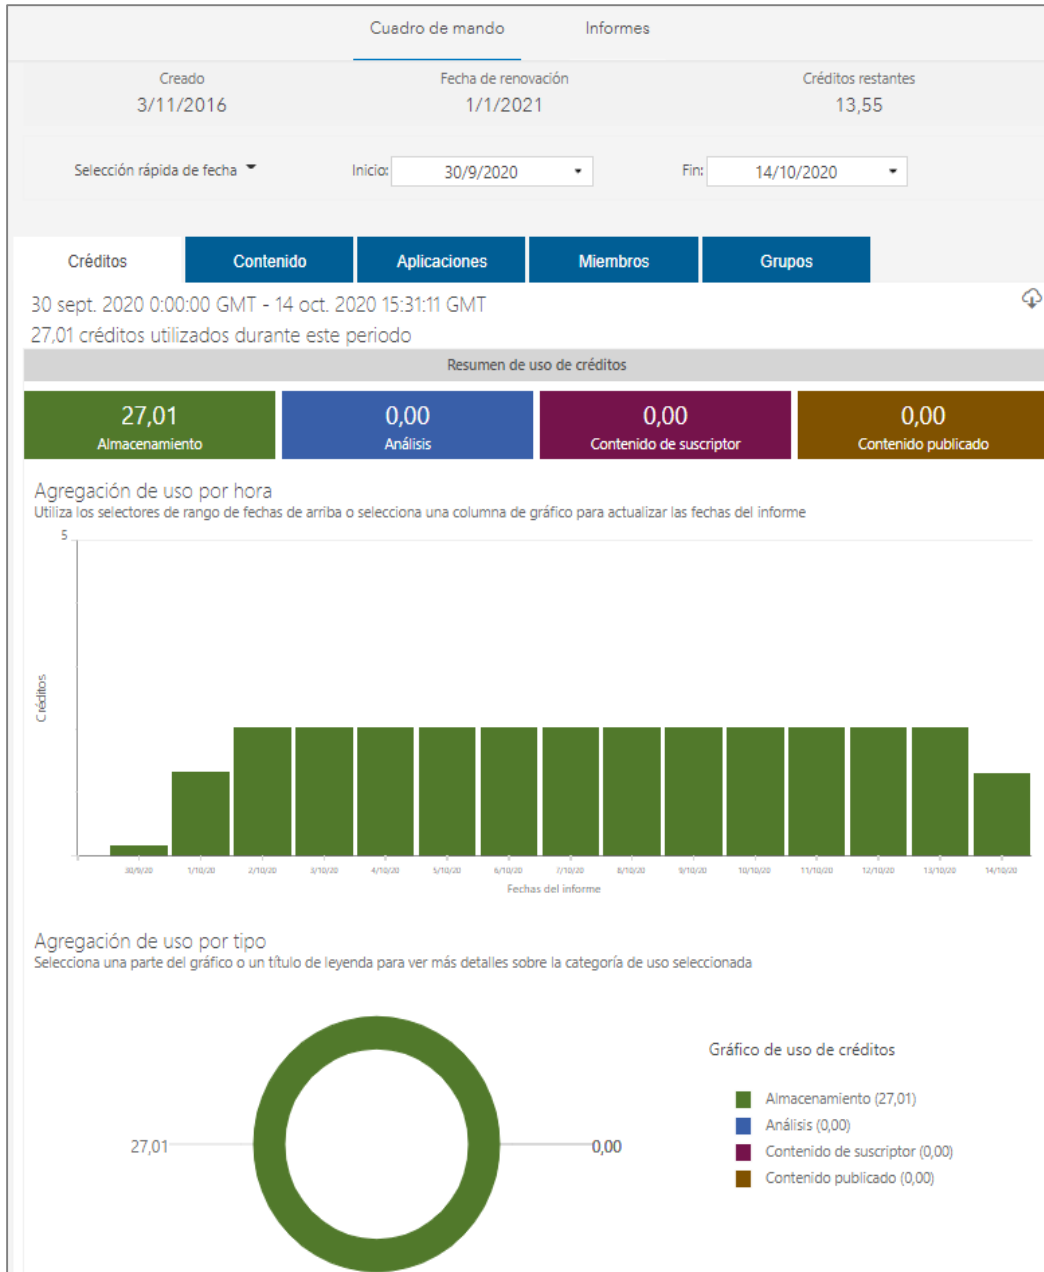 Cuadro de mando Informes
Creado Fecha de renovación Créditos restantes
3/11/2016 1/1/2021 13,55
Selección rápida de fecha Inicio: 30/9/2020 Fin: 14/10/2020
Créditos Contenido Aplicaciones Miembros Grupos
30 sept. 2020 0:00:00 GMT - 14 oct. 2020 15:31:11 GMT
27,01 créditos utilizados durante este periodo
Resumen de uso de créditos
27,01 0,00 0,00 0,00
Almacenamiento Análisis Contenido de suscriptor Contenido publicado
Agregación de uso por hora
Utiliza los selectores de rango de fechas de arriba o selecciona una columna de gráfico para actualizar las fechas del informe
5
Créditos
30/9/20 1/10/20 2/10/20 3/10/20 4/10/20 5/10/20 6/10/20 7/10/20 8/10/20 9/10/20 10/10/20 11/10/20 12/10/20 13/10/20 14/10/20
Fechas del informe
Agregación de uso por tipo
Selecciona una parte del gráfico o un título de leyenda para ver más detalles sobre la categoría de uso seleccionada
27,01 0,00
Gráfico de uso de créditos
Almacenamiento (27,01)
Análisis (0,00)
Contenido de suscriptor (0,00)
Contenido publicado (0,00)